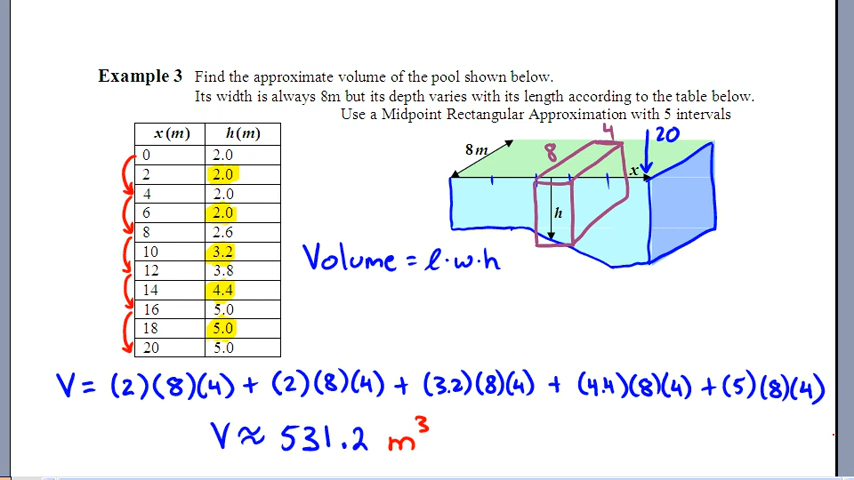 Example 3 Find the approximate volume of the pool shown below.
Its width is always 8m but its depth varies with its length according to the table below.
Use a Midpoint Rectangular Approximation with 5 intervals
x(m) h(m)
0 2.0
2 2.0
4 2.0
6 2.0
8 2.6
10 3.2
12 3.8
14 4.4
16 5.0
18 5.0
20 5.0
8m
8
4
20
x
h
Volume = l·w·h
V = (2)(8)(4) + (2)(8)(4) + (3.2)(8)(4) + (4.4)(8)(4) + (5)(8)(4)
V ≈ 531.2 m³